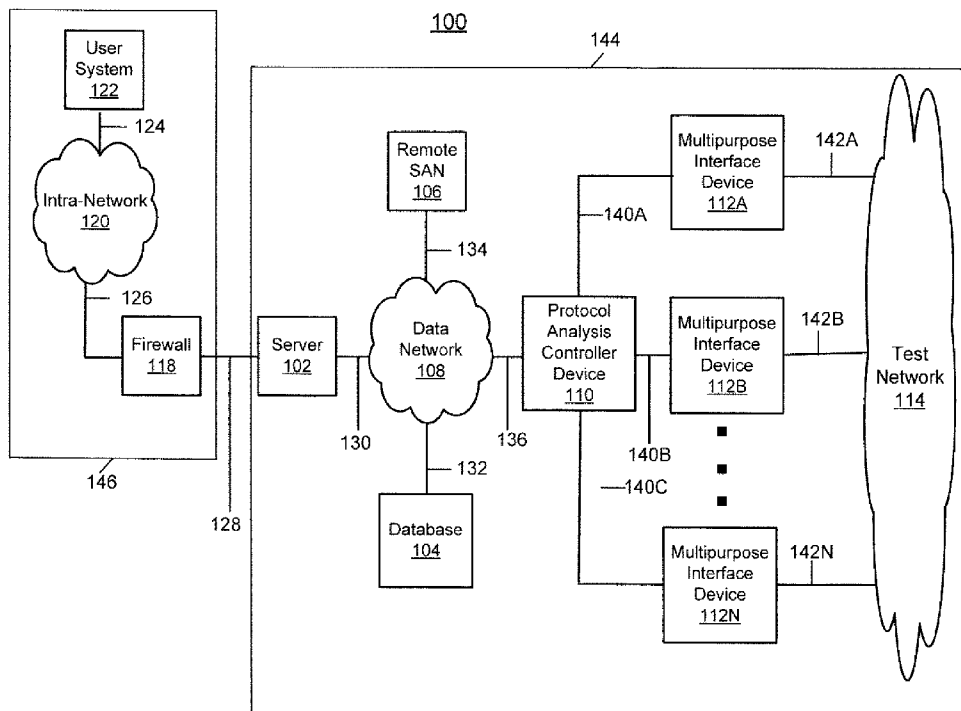 100
144
User
System
122
124
Intra-Network
120
126
Firewall
118
146
128
Server
102
130
Remote
SAN
106
134
Data
Network
108
132
Database
104
136
Protocol
Analysis
Controller
Device
110
140A
140B
140C
Multipurpose
Interface
Device
112A
142A
Multipurpose
Interface
Device
112B
142B
Multipurpose
Interface
Device
112N
142N
Test
Network
114